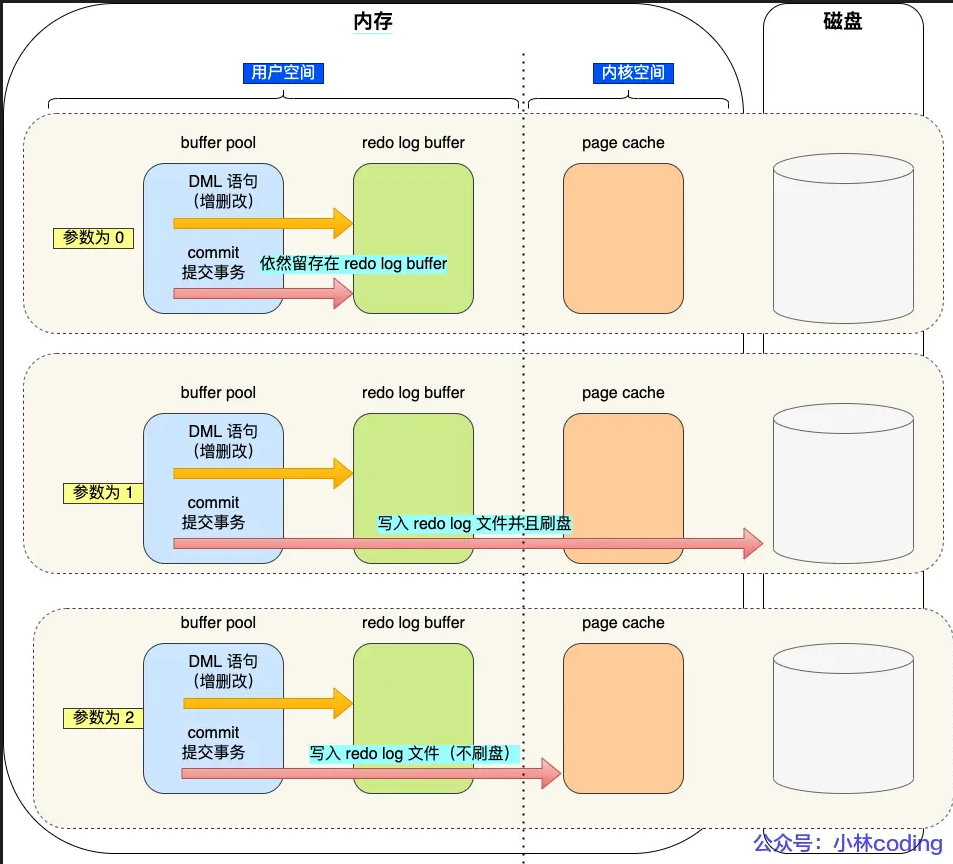 内存
磁盘
用户空间
内核空间
buffer pool
redo log buffer
page cache
DML 语句
（增删改）
参数为 0
commit
提交事务
依然留存在 redo log buffer
buffer pool
redo log buffer
page cache
DML 语句
（增删改）
参数为 1
commit
提交事务
写入 redo log 文件并且刷盘
buffer pool
redo log buffer
page cache
DML 语句
（增删改）
参数为 2
commit
提交事务
写入 redo log 文件（不刷盘）
公众号：小林coding